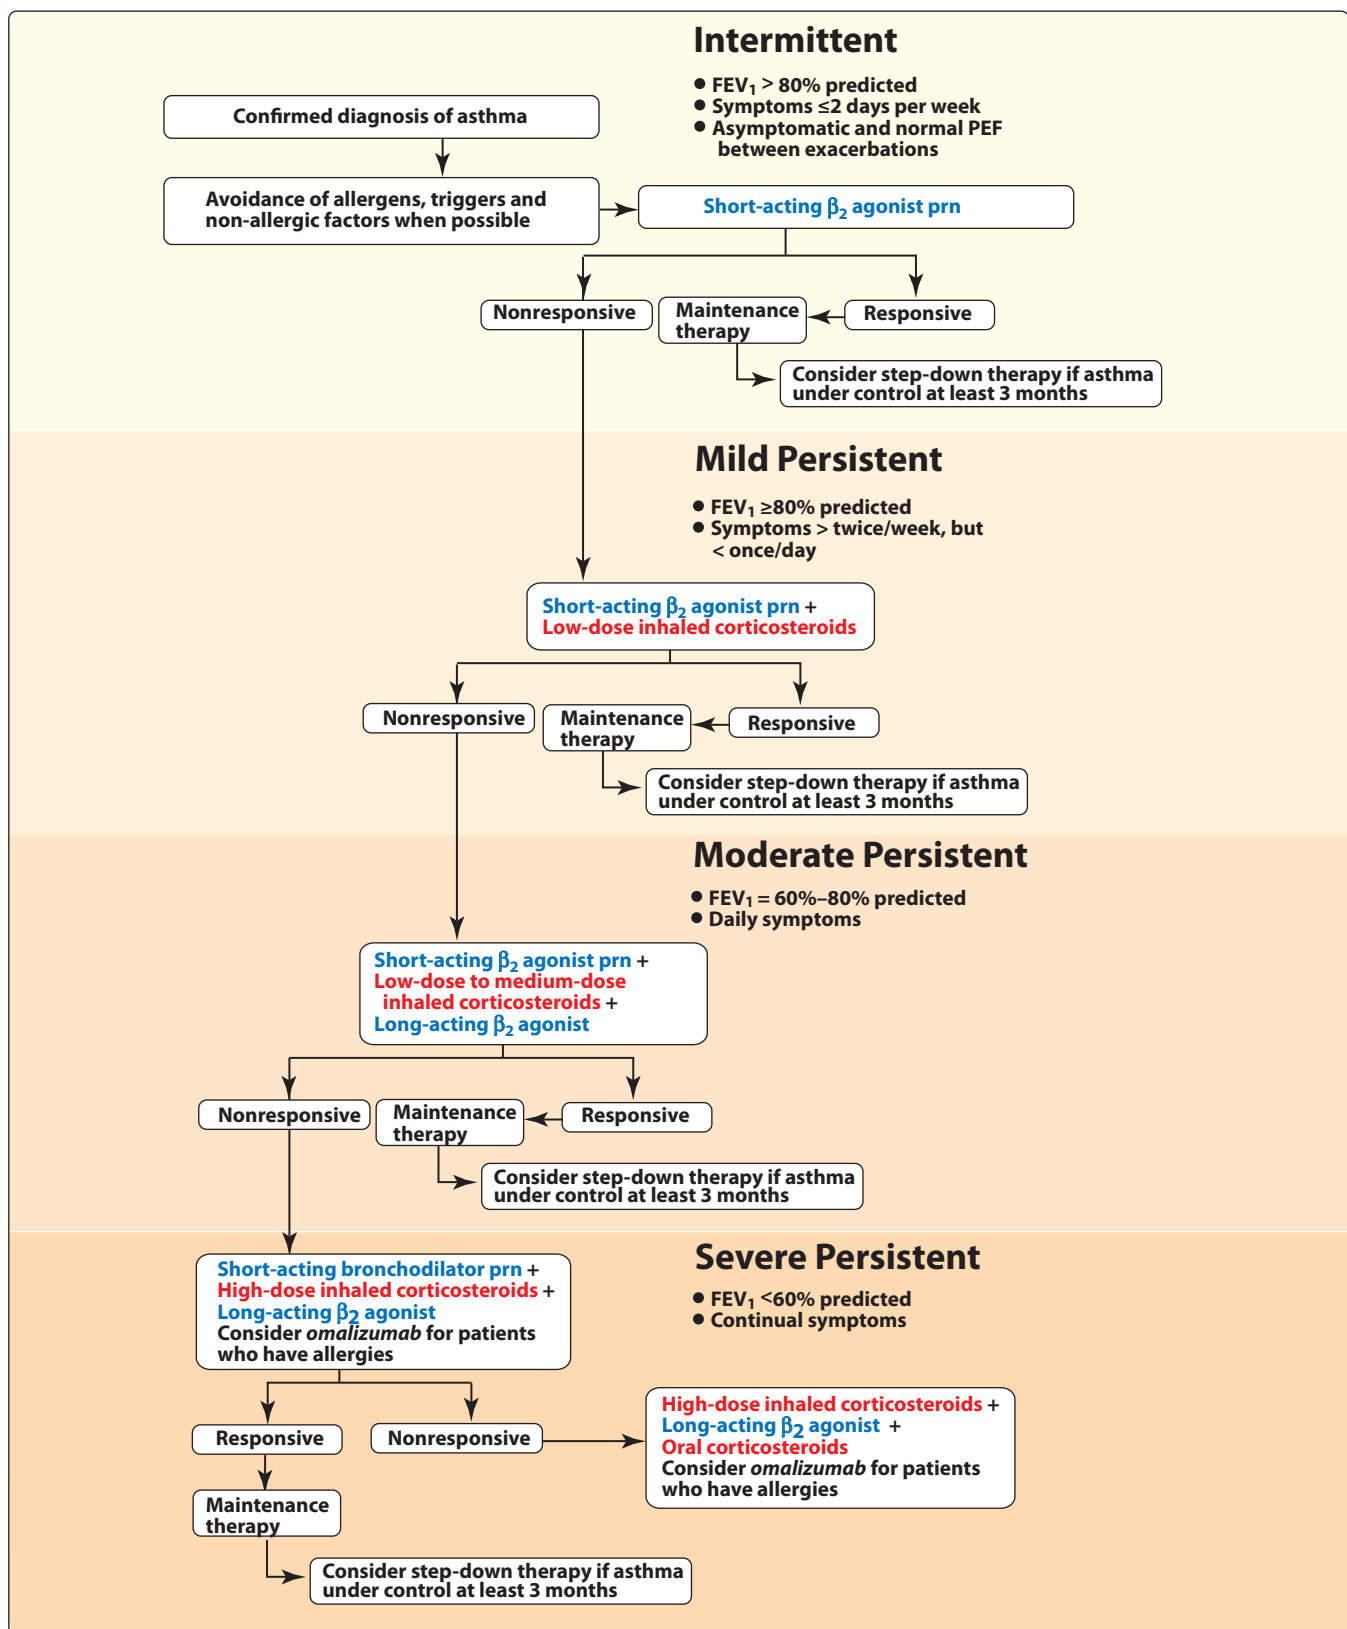 Intermittent
● FEV₁ > 80% predicted
● Symptoms ≤2 days per week
● Asymptomatic and normal PEF
between exacerbations
Confirmed diagnosis of asthma
Avoidance of allergens, triggers and
non-allergic factors when possible
Short-acting β₂ agonist prn
Nonresponsive
Maintenance
therapy
Responsive
Consider step-down therapy if asthma
under control at least 3 months
Mild Persistent
● FEV₁ ≥80% predicted
● Symptoms > twice/week, but
< once/day
Short-acting β₂ agonist prn +
Low-dose inhaled corticosteroids
Nonresponsive
Maintenance
therapy
Responsive
Consider step-down therapy if asthma
under control at least 3 months
Moderate Persistent
● FEV₁ = 60%–80% predicted
● Daily symptoms
Short-acting β₂ agonist prn +
Low-dose to medium-dose
inhaled corticosteroids +
Long-acting β₂ agonist
Nonresponsive
Maintenance
therapy
Responsive
Consider step-down therapy if asthma
under control at least 3 months
Severe Persistent
● FEV₁ <60% predicted
● Continual symptoms
Short-acting bronchodilator prn +
High-dose inhaled corticosteroids +
Long-acting β₂ agonist
Consider omalizumab for patients
who have allergies
Responsive
Nonresponsive
High-dose inhaled corticosteroids +
Long-acting β₂ agonist +
Oral corticosteroids
Consider omalizumab for patients
who have allergies
Maintenance
therapy
Consider step-down therapy if asthma
under control at least 3 months